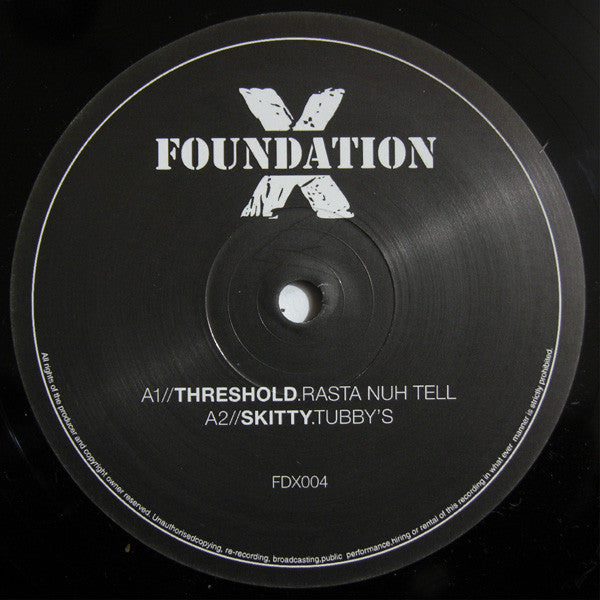 FOUNDATION
X
A1//THRESHOLD.RASTA NUH TELL
A2//SKITTY.TUBBY'S
FDX004
All rights of the producer and copyright owner reserved. Unauthorisedcopying, re-recording, broadcasting,public performance,hiring or rental of this recording in what ever manner is strictly prohibited.